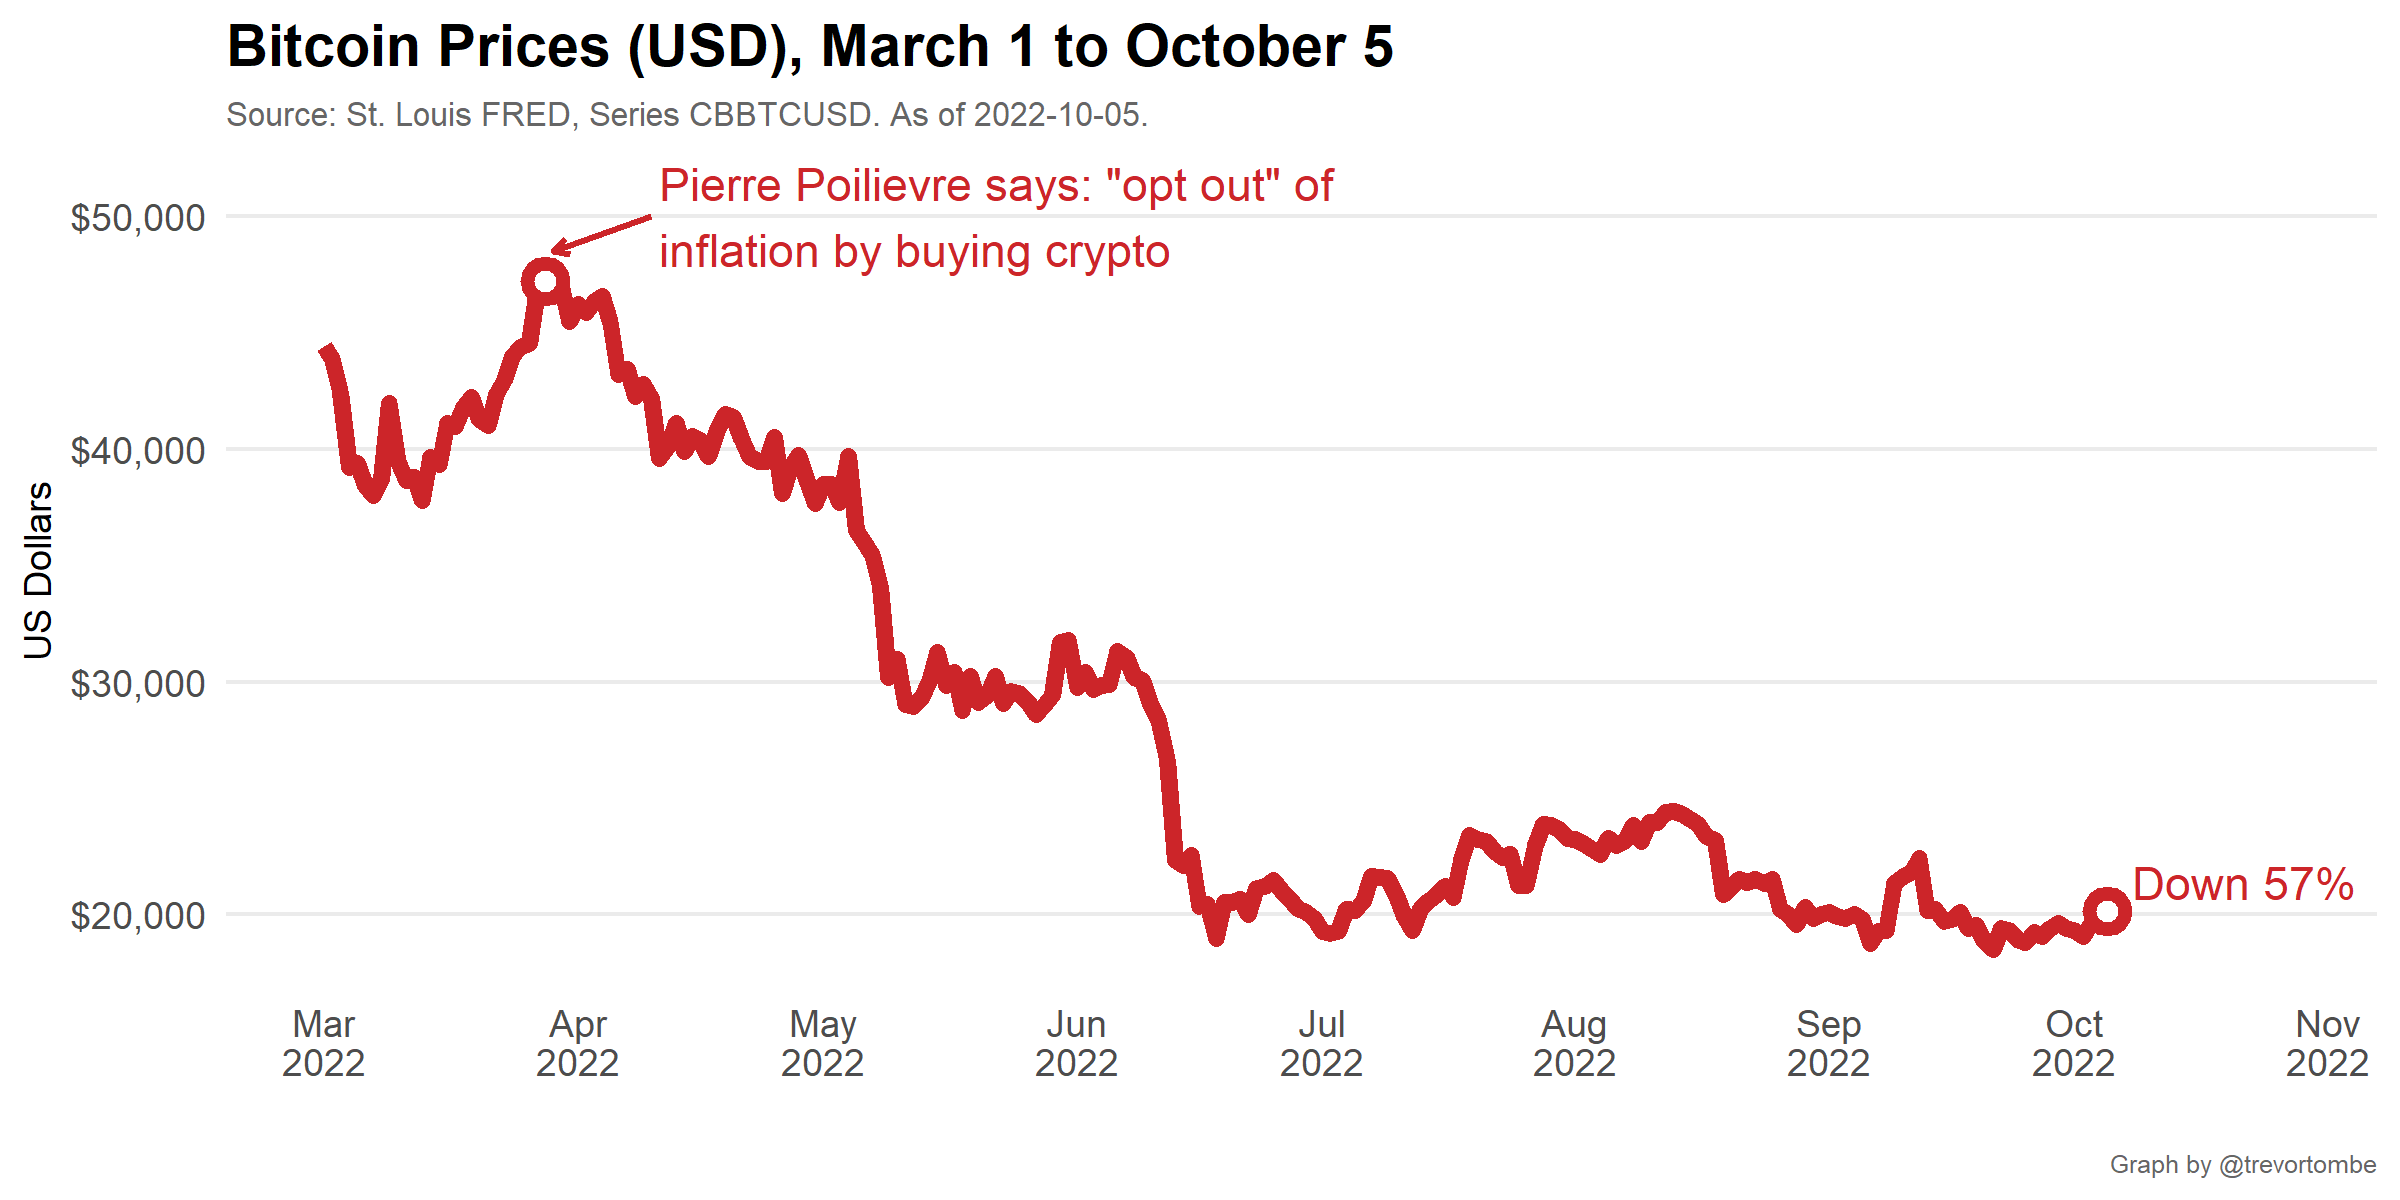 Bitcoin Prices (USD), March 1 to October 5
Source: St. Louis FRED, Series CBBTCUSD. As of 2022-10-05.
Pierre Poilievre says: "opt out" of
inflation by buying crypto
$50,000
$40,000
$30,000
$20,000
US Dollars
Down 57%
Mar Apr May Jun Jul Aug Sep Oct Nov
2022 2022 2022 2022 2022 2022 2022 2022 2022
Graph by @trevortombe